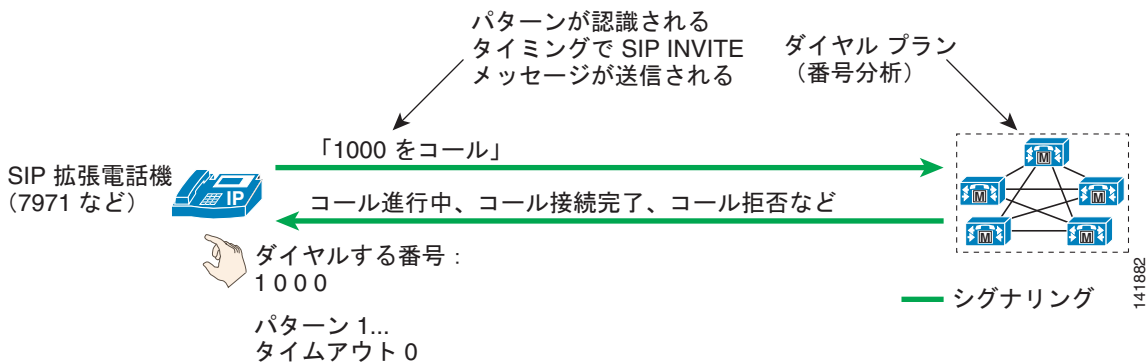 パターンが認識される
タイミングで SIP INVITE
メッセージが送信される
ダイヤル プラン
（番号分析）
「1000 をコール」
SIP 拡張電話機
（7971 など）
IP
コール進行中、コール接続完了、コール拒否など
M
M
M
M
M
ダイヤルする番号 :
1 0 0 0
パターン 1...
タイムアウト 0
シグナリング
141882